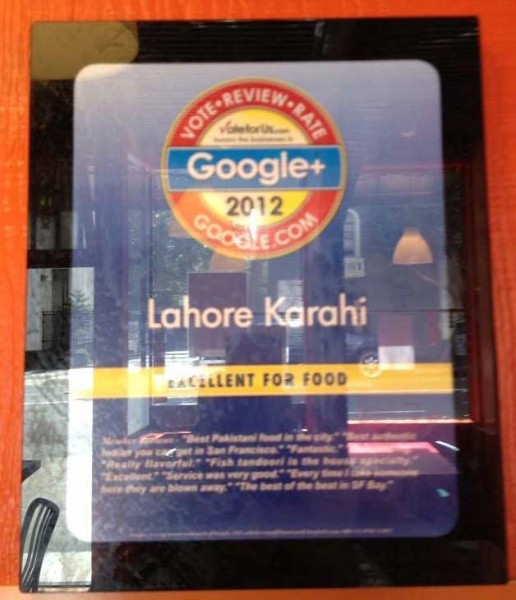 VOTE•REVIEW•RATE
VoteforUs.com
Google+
2012
GOOGLE.COM
Lahore Karahi
EXCELLENT FOR FOOD
"Best Pakistani food in the city." "Best authentic
Indian you can get in San Francisco." "Fantastic."
"Really flavorful." "Fish tandoori is the house specialty."
"Excellent." "Service was very good." "Every time I take someone
here they are blown away." "The best of the best in SF Bay."